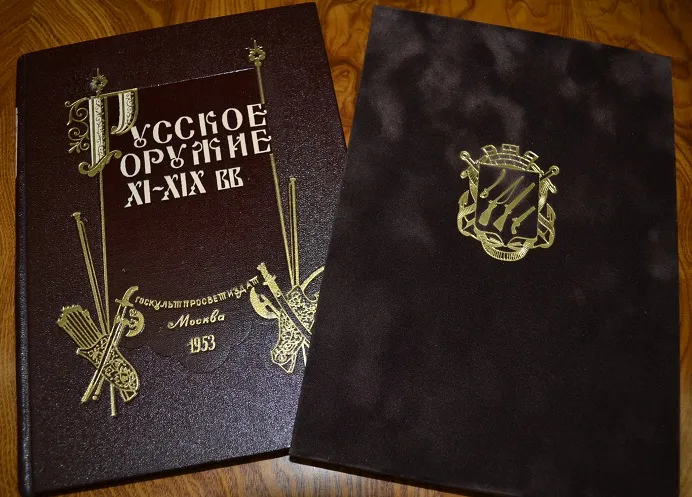 Русское
оружие
XI-XIX вв
Госкультпросветиздат
Москва
1953